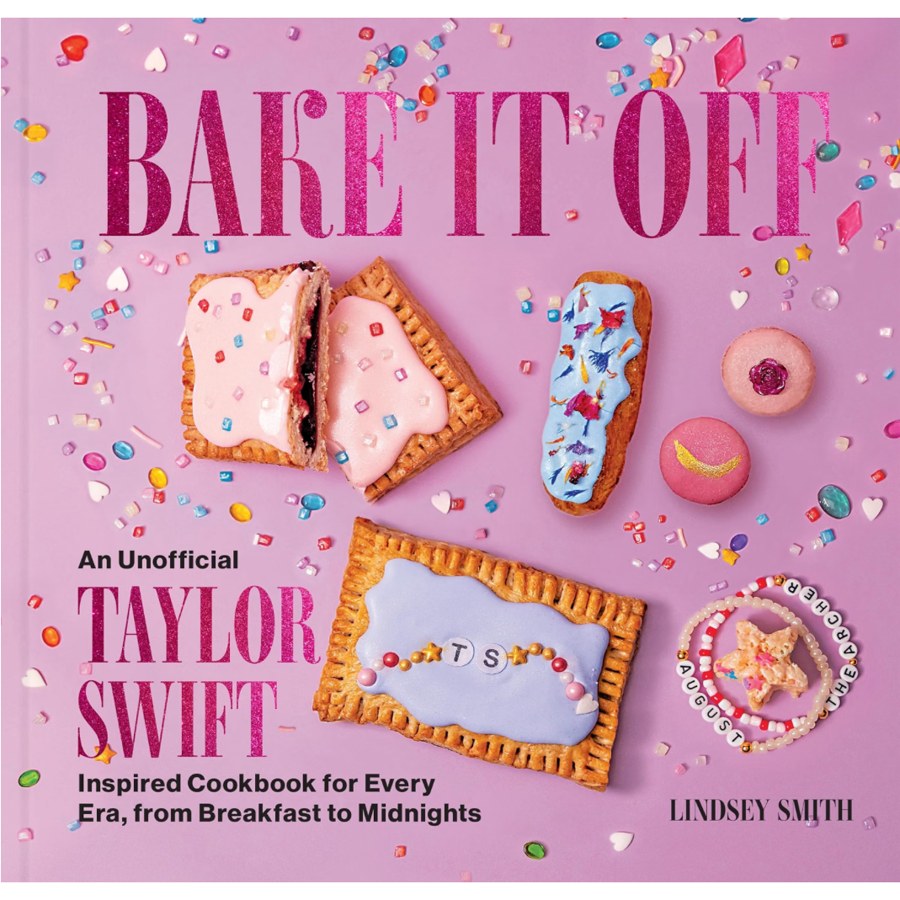 BAKE IT OFF
An Unofficial
TAYLOR
SWIFT
Inspired Cookbook for Every
Era, from Breakfast to Midnights
T S
AUGUST
THE ARCHER
LINDSEY SMITH